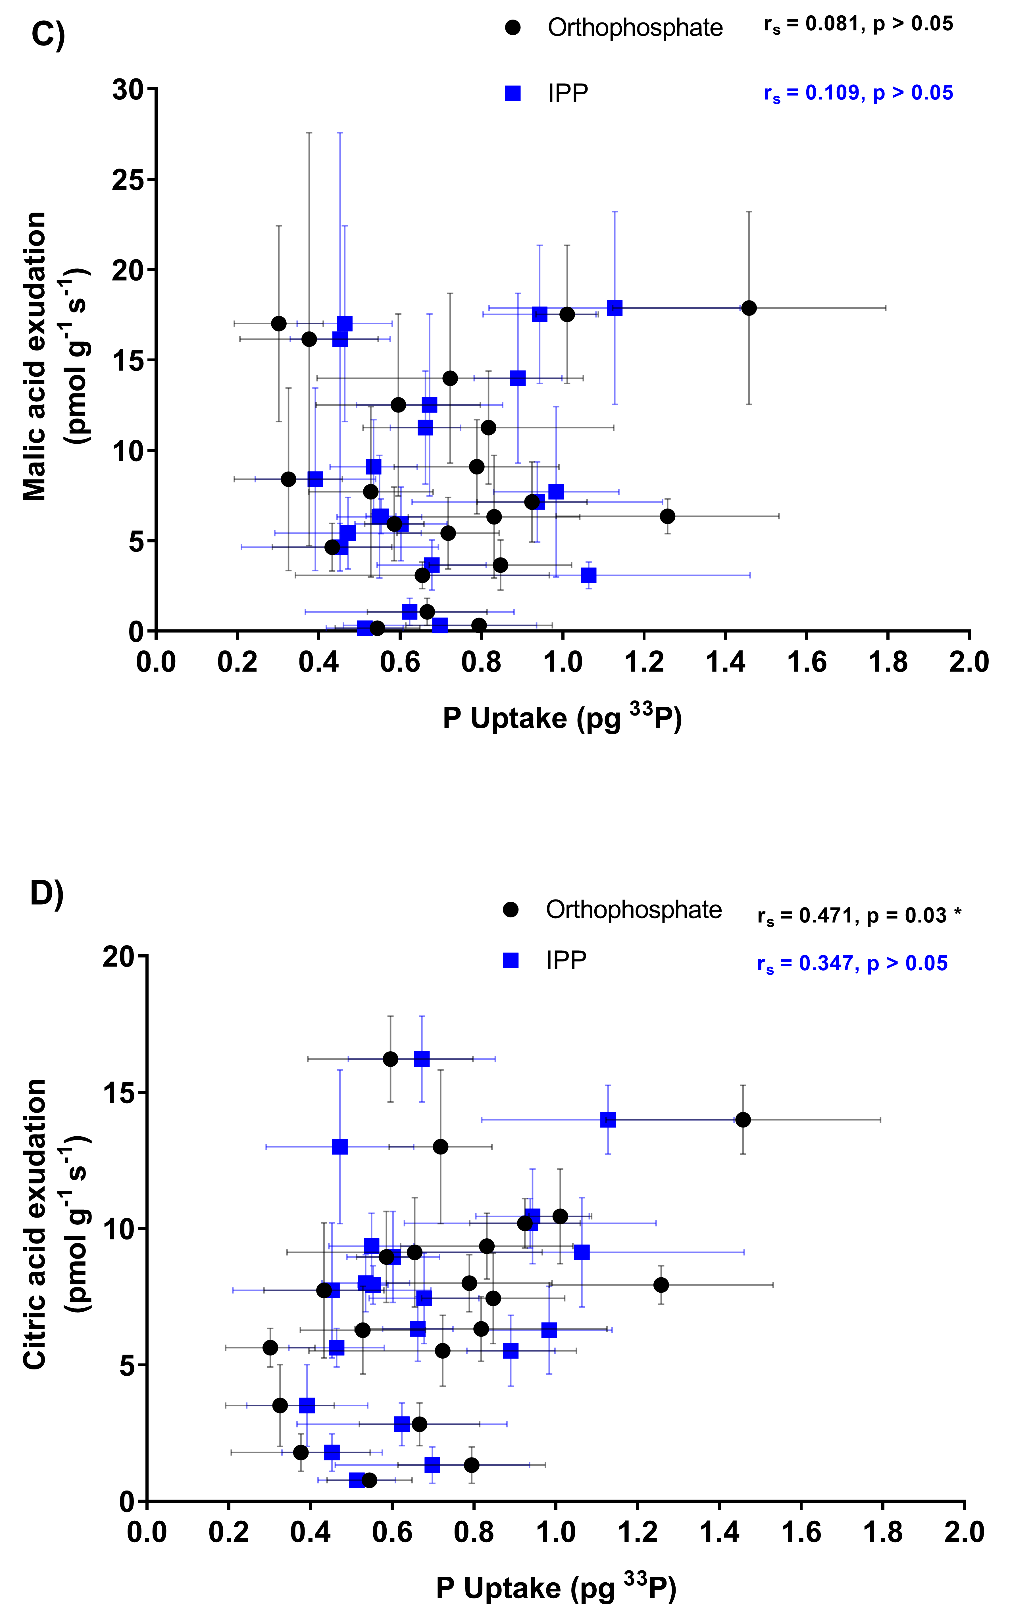 C)
Orthophosphate rₛ = 0.081, p > 0.05
IPP rₛ = 0.109, p > 0.05
30
25
20
15
10
5
0
Malic acid exudation
(pmol g⁻¹ s⁻¹)
0.0 0.2 0.4 0.6 0.8 1.0 1.2 1.4 1.6 1.8 2.0
P Uptake (pg ³³P)
D)
Orthophosphate rₛ = 0.471, p = 0.03 *
IPP rₛ = 0.347, p > 0.05
20
15
10
5
0
Citric acid exudation
(pmol g⁻¹ s⁻¹)
0.0 0.2 0.4 0.6 0.8 1.0 1.2 1.4 1.6 1.8 2.0
P Uptake (pg ³³P)